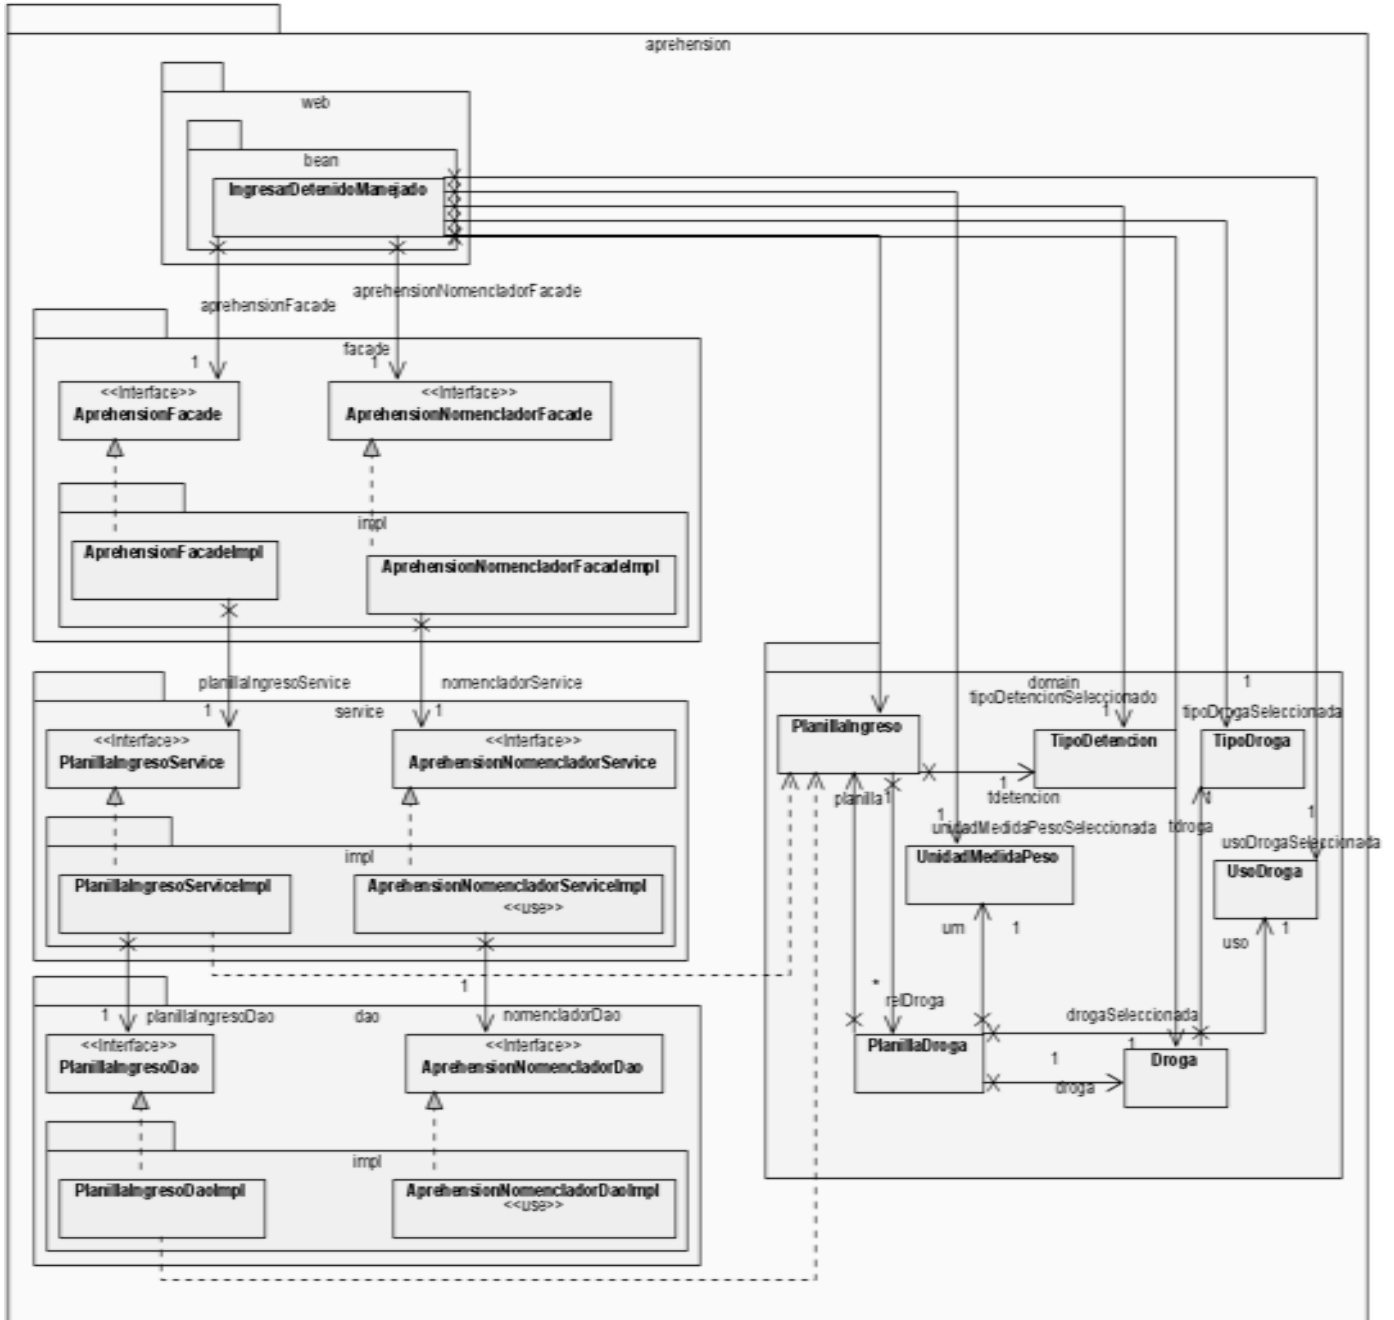 aprehension
web
bean
IngresarDetenidoManejado
aprehensionFacade
aprehensionNomencladorFacade
facade
1
1
<<Interface>>
AprehensionFacade
<<Interface>>
AprehensionNomencladorFacade
impl
AprehensionFacadeImpl
AprehensionNomencladorFacadeImpl
planillaIngresoService
nomencladorService
1
service
1
<<Interface>>
PlanillaIngresoService
<<Interface>>
AprehensionNomencladorService
impl
PlanillaIngresoServiceImpl
AprehensionNomencladorServiceImpl
<<use>>
1
1
planillaIngresoDao
dao
nomencladorDao
<<Interface>>
PlanillaIngresoDao
<<Interface>>
AprehensionNomencladorDao
impl
PlanillaIngresoDaoImpl
AprehensionNomencladorDaoImpl
<<use>>
domain
1
tipoDetencionSeleccionado
1
tipoDrogaSeleccionada
PlanillaIngreso
TipoDetencion
TipoDroga
1
tdetencion
planilla
1
1
1
unidadMedidaPesoSeleccionada
tdroga
1
usoDrogaSeleccionada
UnidadMedidaPeso
UsoDroga
um
1
1
uso
*
relDroga
drogaSeleccionada
PlanillaDroga
1
1
Droga
droga